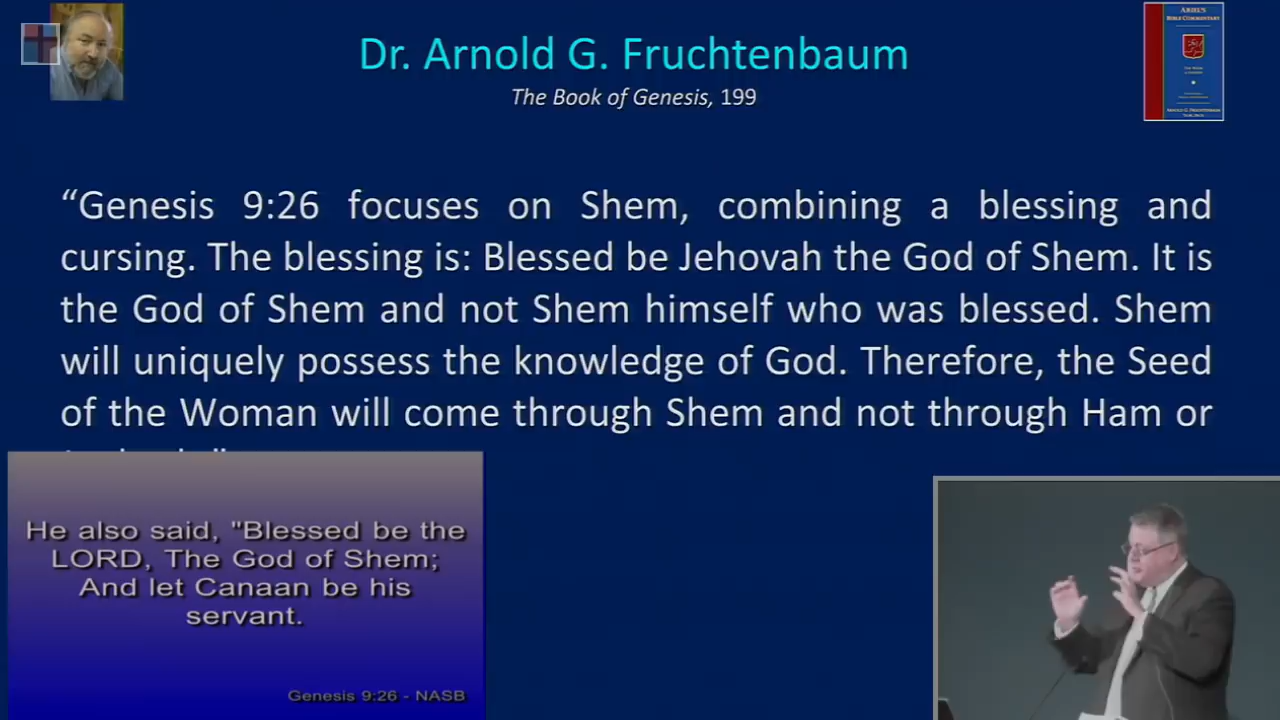 Dr. Arnold G. Fruchtenbaum
The Book of Genesis, 199
ARIEL'S
BIBLE COMMENTARY
“Genesis 9:26 focuses on Shem, combining a blessing and
cursing. The blessing is: Blessed be Jehovah the God of Shem. It is
the God of Shem and not Shem himself who was blessed. Shem
will uniquely possess the knowledge of God. Therefore, the Seed
of the Woman will come through Shem and not through Ham or
He also said, "Blessed be the
LORD, The God of Shem;
And let Canaan be his
servant.
Genesis 9:26 - NASB